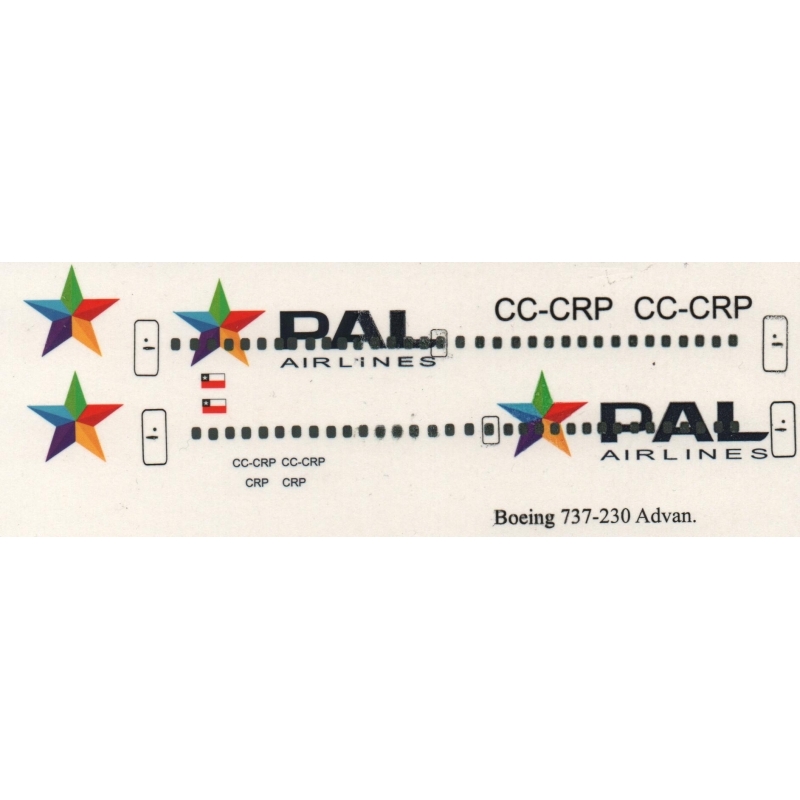 CC-CRP CC-CRP
PAL
AIRLINES
PAL
AIRLINES
CC-CRP CC-CRP
CRP CRP
Boeing 737-230 Advan.